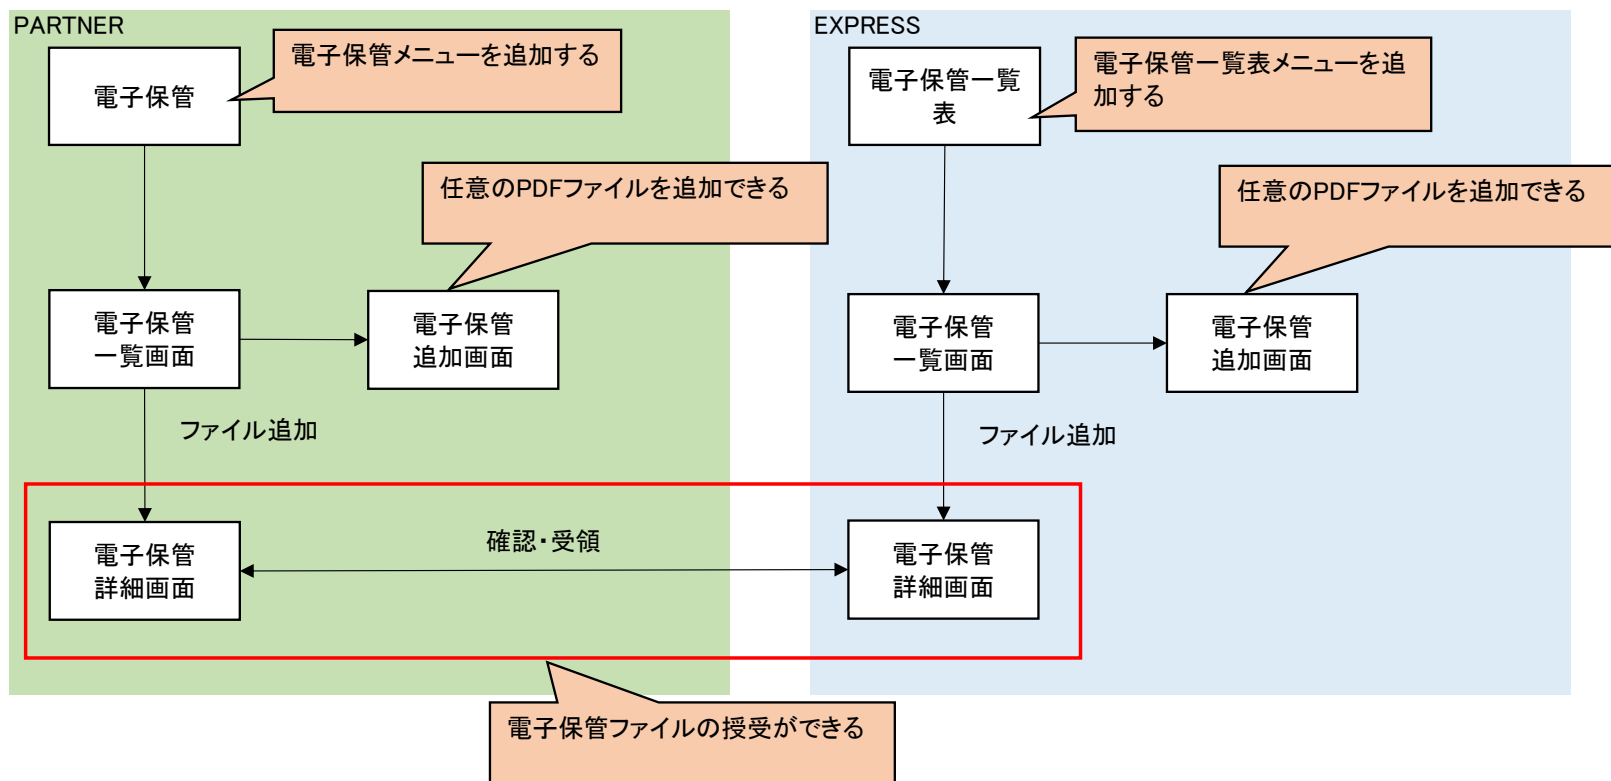 PARTNER
電子保管
電子保管メニューを追加する
任意のPDFファイルを追加できる
電子保管
一覧画面
電子保管
追加画面
ファイル追加
電子保管
詳細画面
確認・受領
EXPRESS
電子保管一覧
表
電子保管一覧表メニューを追
加する
任意のPDFファイルを追加できる
電子保管
一覧画面
電子保管
追加画面
ファイル追加
電子保管
詳細画面
電子保管ファイルの授受ができる